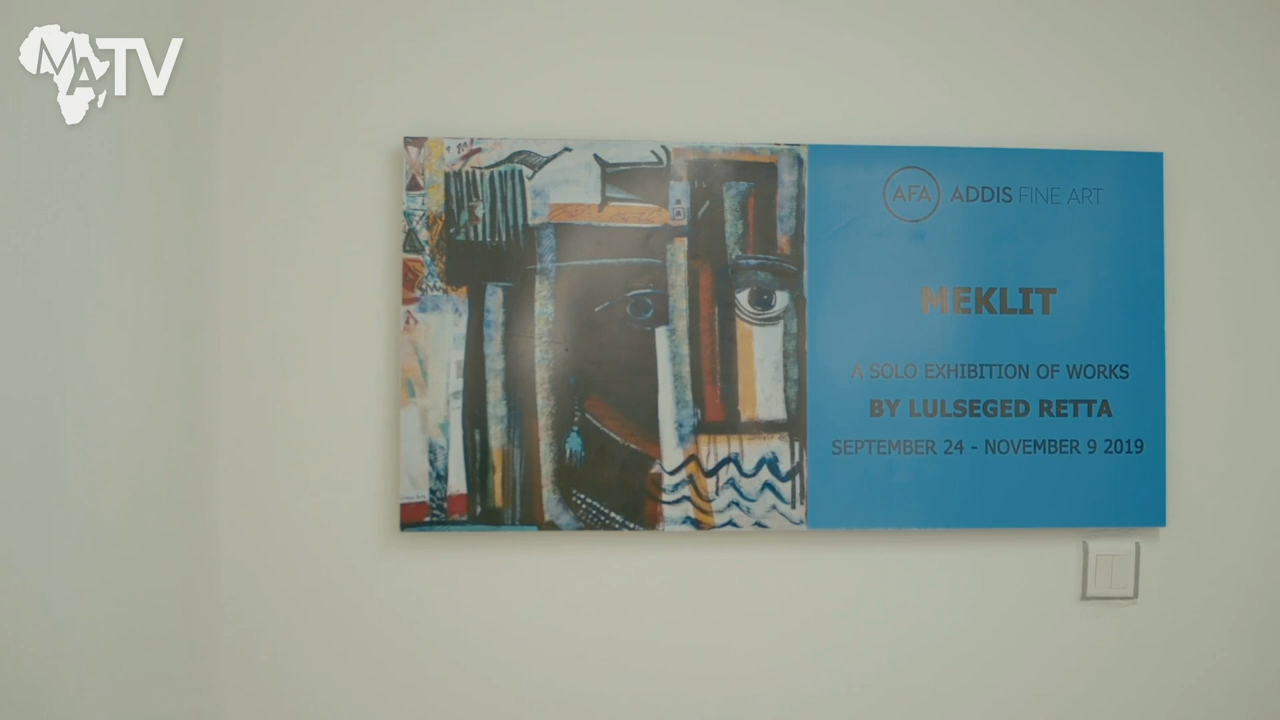 MATV
AFA ADDIS FINE ART
MEKLIT
A SOLO EXHIBITION OF WORKS
BY LULSEGED RETTA
SEPTEMBER 24 - NOVEMBER 9 2019